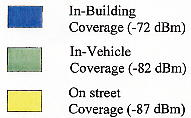 In-Building
Coverage (-72 dBm)
In-Vehicle
Coverage (-82 dBm)
On street
Coverage (-87 dBm)